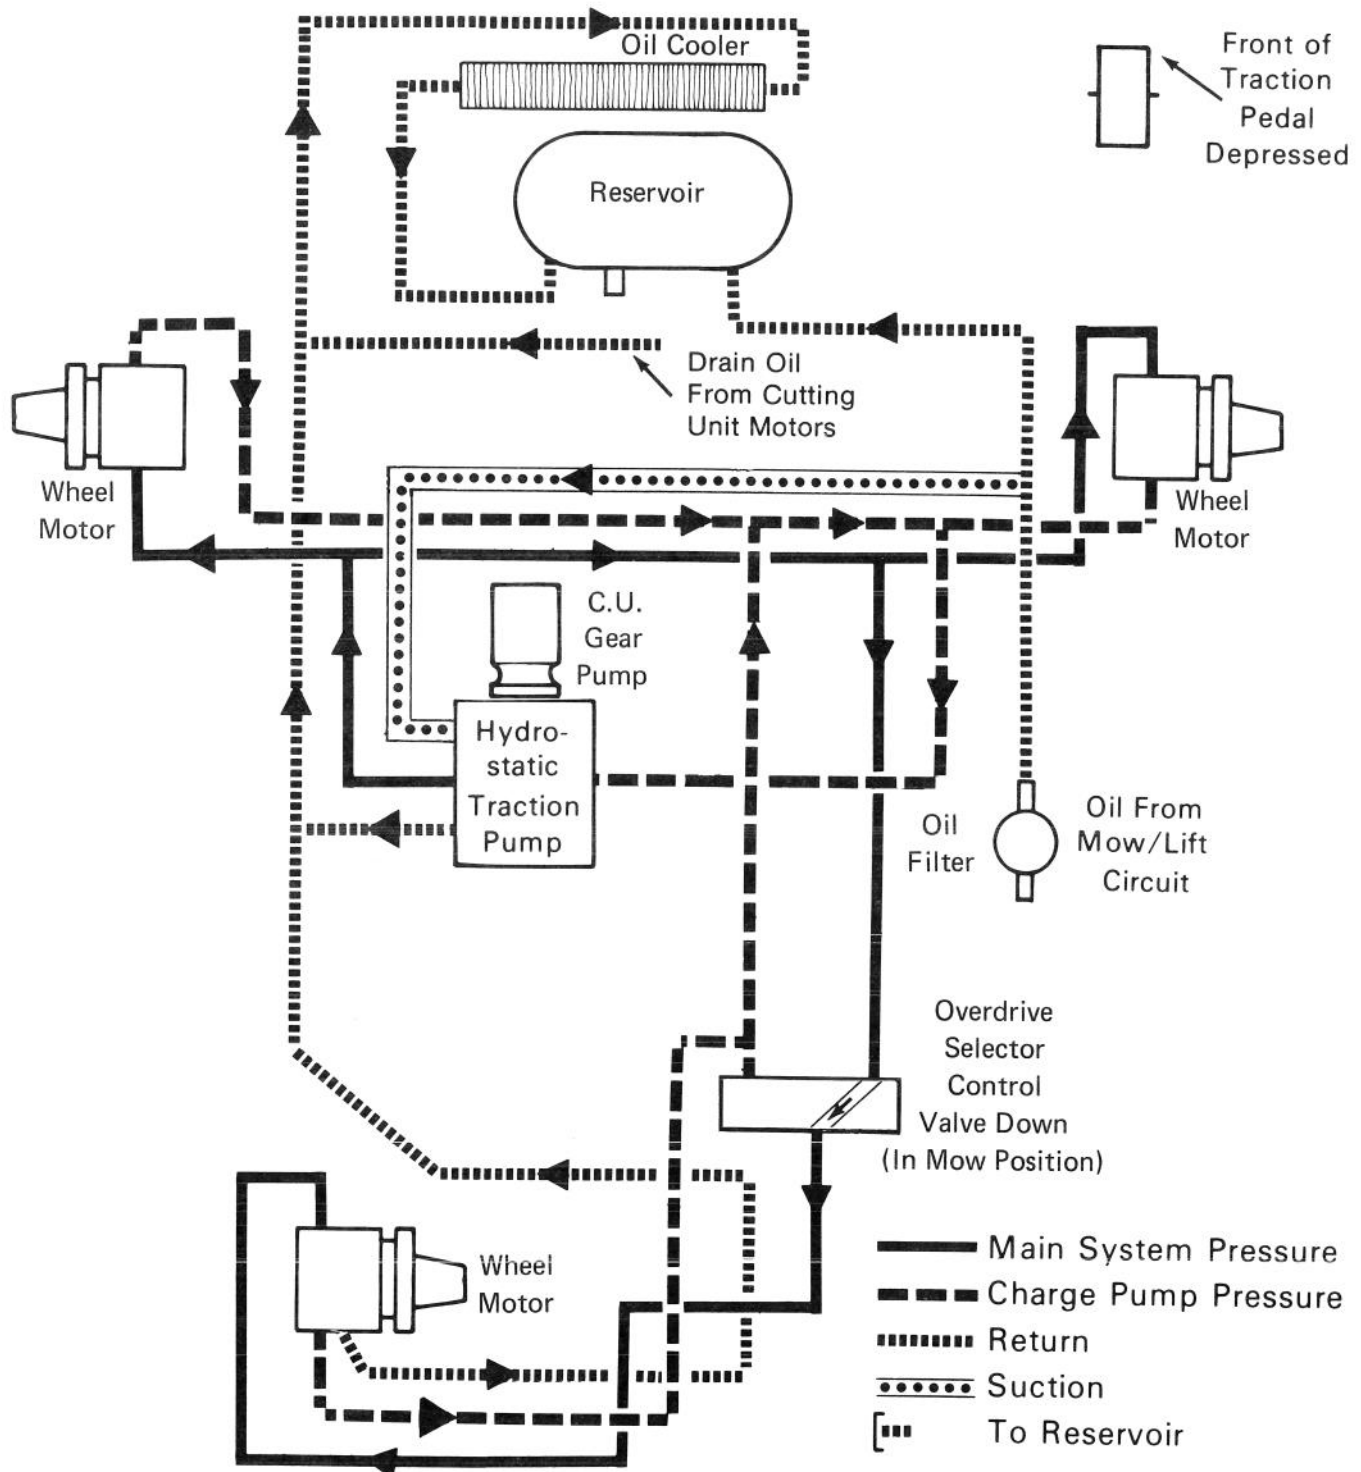 Oil Cooler
Front of
Traction
Pedal
Depressed
Reservoir
Drain Oil
From Cutting
Unit Motors
Wheel
Motor
Wheel
Motor
C.U.
Gear
Pump
Hydro-
static
Traction
Pump
Oil
Filter
Oil From
Mow/Lift
Circuit
Overdrive
Selector
Control
Valve Down
(In Mow Position)
Wheel
Motor
Main System Pressure
Charge Pump Pressure
Return
Suction
To Reservoir